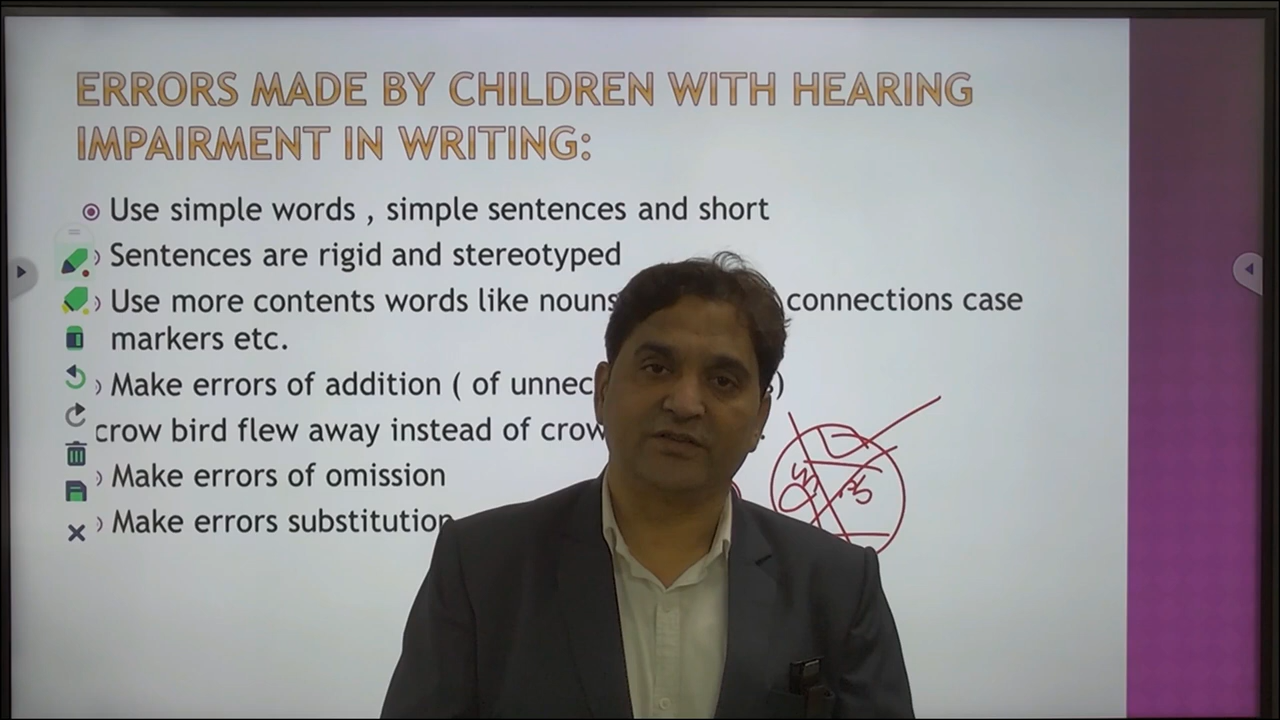 ERRORS MADE BY CHILDREN WITH HEARING
IMPAIRMENT IN WRITING:
Use simple words , simple sentences and short
Sentences are rigid and stereotyped
Use more contents words like nouns connections case
markers etc.
Make errors of addition ( of )
crow bird flew away instead of
Make errors of omission
Make errors substitution